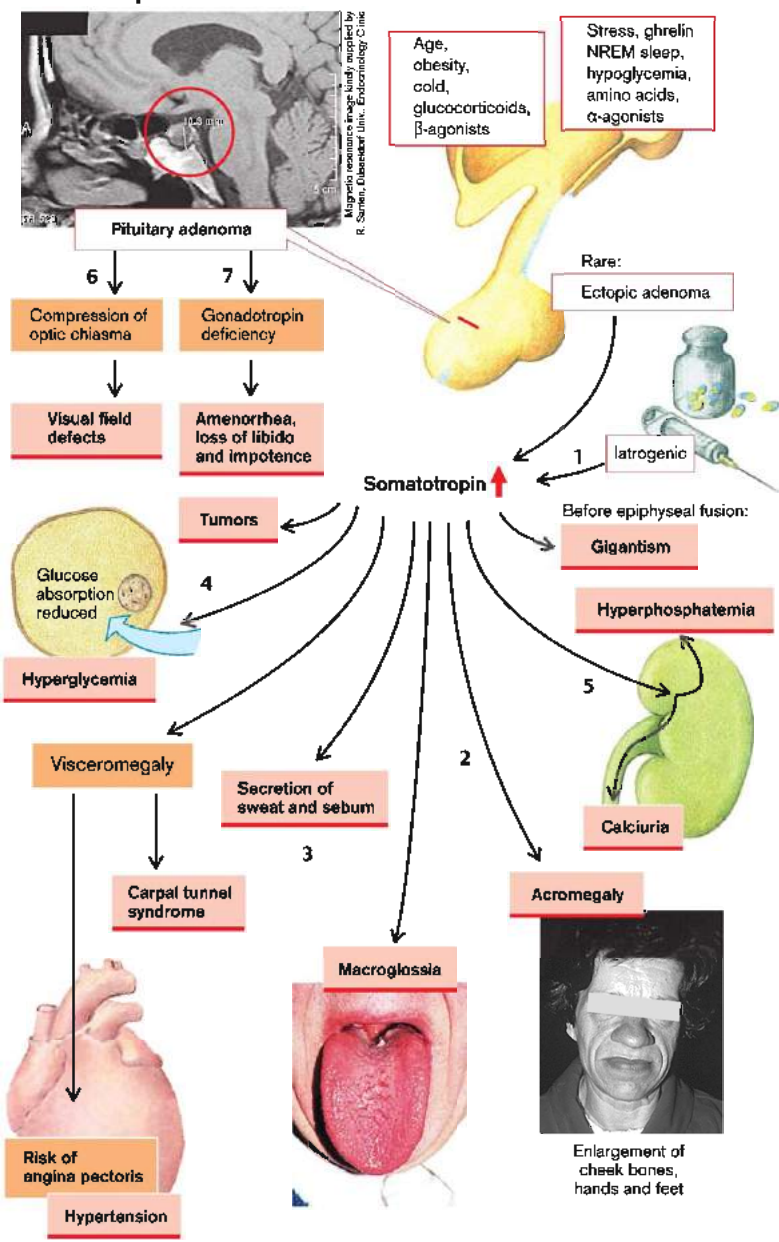 Magnetic resonance image kindly supplied by
R. Sarrien, Duesseldorf Univ., Endocrinology Clinic
A
5 cm
Age,
obesity,
cold,
glucocorticoids,
β-agonists
Stress, ghrelin
NREM sleep,
hypoglycemia,
amino acids,
α-agonists
Pituitary adenoma
6
7
Rare:
Ectopic adenoma
Compression of
optic chiasma
Gonadotropin
deficiency
Visual field
defects
Amenorrhea,
loss of libido
and impotence
1
Iatrogenic
Somatotropin
Before epiphyseal fusion:
Gigantism
Tumors
4
Glucose
absorption
reduced
Hyperglycemia
Hyperphosphatemia
5
Calciuria
Visceromegaly
Secretion of
sweat and sebum
2
3
Carpal tunnel
syndrome
Acromegaly
Macroglossia
Risk of
angina pectoris
Hypertension
Enlargement of
cheek bones,
hands and feet